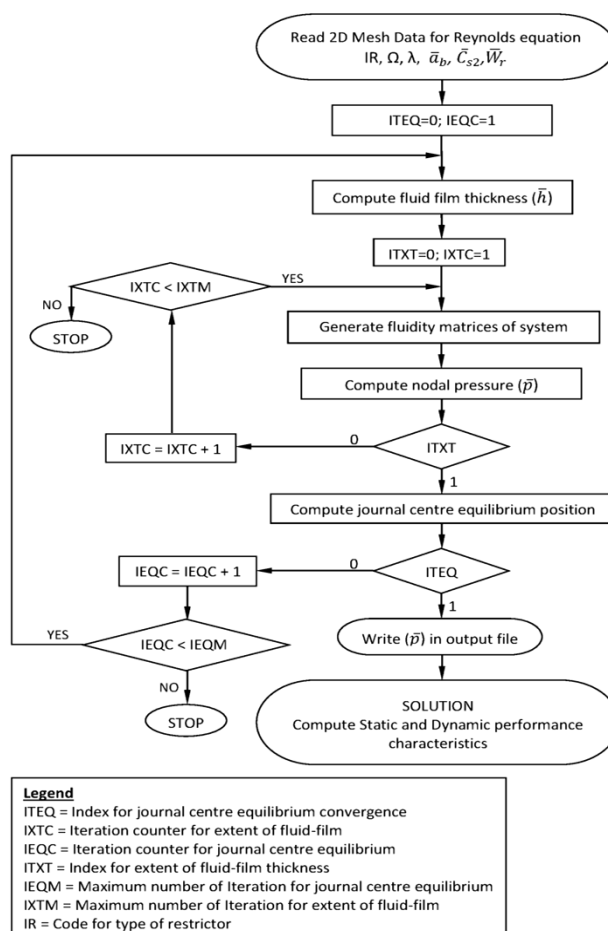 Read 2D Mesh Data for Reynolds equation
IR, Ω, λ, ā_b, C̄_s2, W̄_r
ITEQ=0; IEQC=1
Compute fluid film thickness (h̄)
ITXT=0; IXTC=1
IXTC < IXTM
YES
NO
STOP
Generate fluidity matrices of system
Compute nodal pressure (p̄)
ITXT
0
IXTC = IXTC + 1
1
Compute journal centre equilibrium position
ITEQ
0
IEQC = IEQC + 1
1
YES
IEQC < IEQM
NO
STOP
Write (p̄) in output file
SOLUTION
Compute Static and Dynamic performance
characteristics
Legend
ITEQ = Index for journal centre equilibrium convergence
IXTC = Iteration counter for extent of fluid-film
IEQC = Iteration counter for journal centre equilibrium
ITXT = Index for extent of fluid-film thickness
IEQM = Maximum number of Iteration for journal centre equilibrium
IXTM = Maximum number of Iteration for extent of fluid-film
IR = Code for type of restrictor